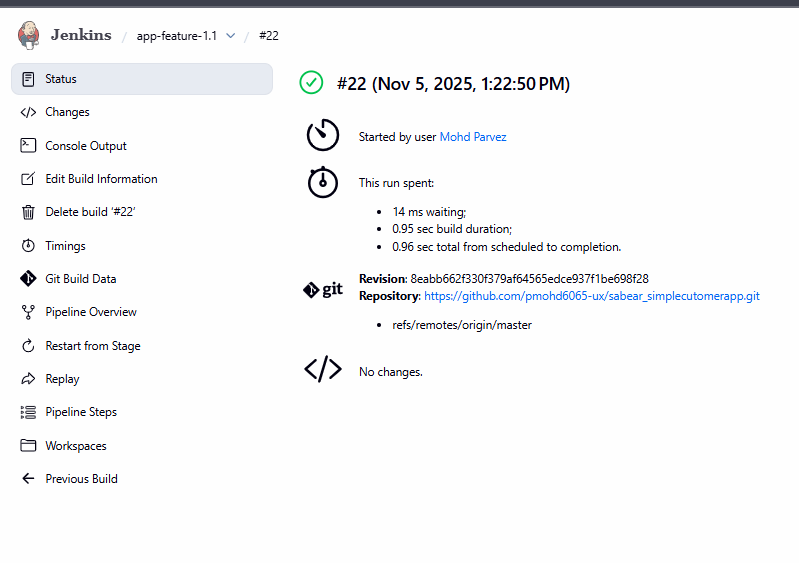 Jenkins / app-feature-1.1 / #22
Status
Changes
Console Output
Edit Build Information
Delete build ‘#22’
Timings
Git Build Data
Pipeline Overview
Restart from Stage
Replay
Pipeline Steps
Workspaces
Previous Build
#22 (Nov 5, 2025, 1:22:50 PM)
Started by user Mohd Parvez
This run spent:
• 14 ms waiting;
• 0.95 sec build duration;
• 0.96 sec total from scheduled to completion.
git
Revision: 8eabb662f330f379af64565edce937f1be698f28
Repository: https://github.com/pmohd6065-ux/sabear_simplecutomerapp.git
• refs/remotes/origin/master
No changes.